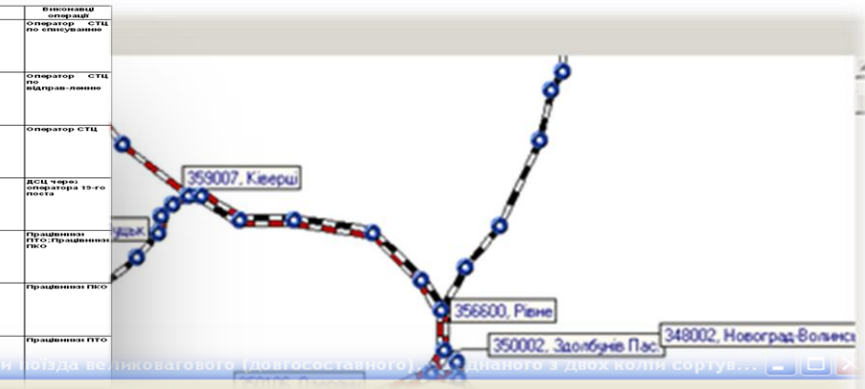 Виконавці
операції
Оператор СТЦ
по списуванню
Оператор СТЦ
по
відправ-ленню
Оператор СТЦ
ДСЦ через
оператора 19-го
поста
Працівники
ПТО;Працівники
ПКО
Працівники ПКО
Працівники ПТО
359007, Ківерці
356600, Рівне
350002, Здолбунів Пас.
348002, Новоград-Волинсь
и поїзда великовагового (довгосоставного) днаного з двох колій сортув...